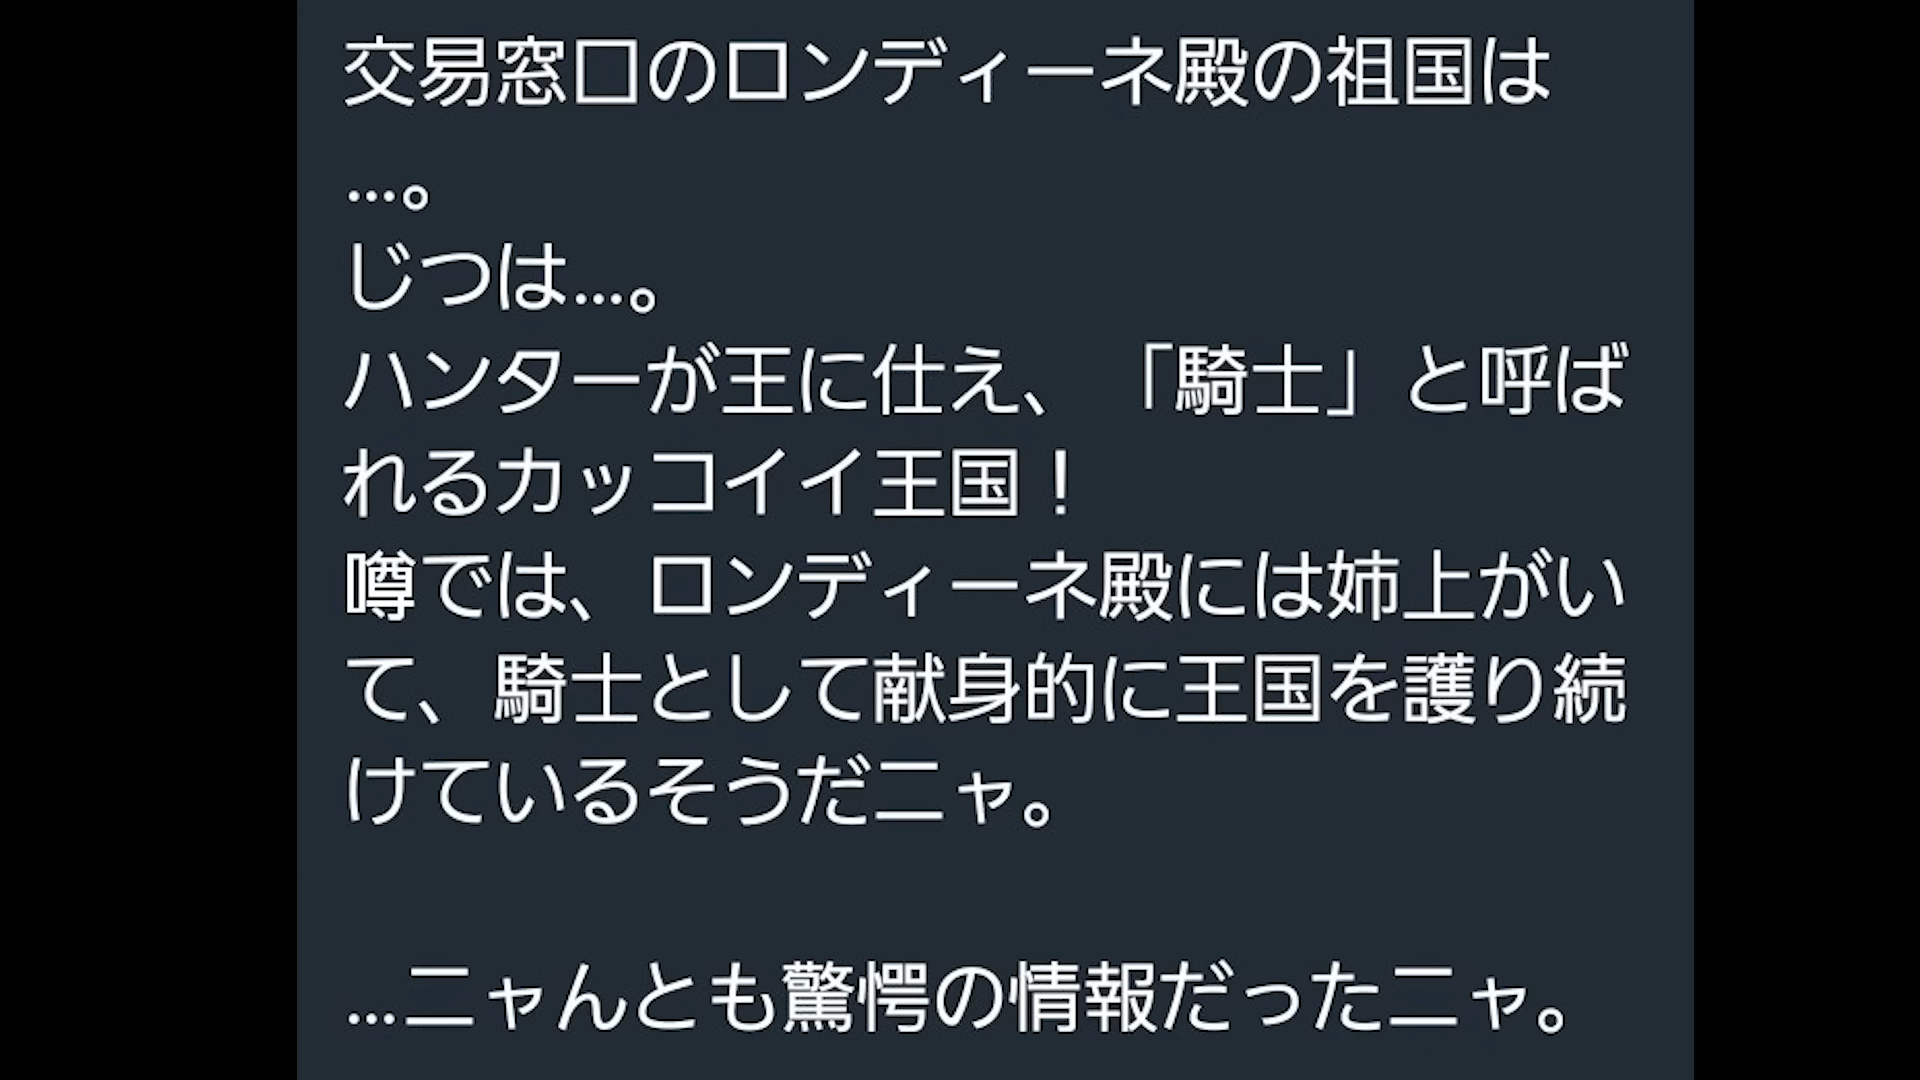 交易窓口のロンディーネ殿の祖国は
…。
じつは…。
ハンターが王に仕え、「騎士」と呼ば
れるカッコイイ王国！
噂では、ロンディーネ殿には姉上がい
て、騎士として献身的に王国を護り続
けているそうだニャ。
…ニャんとも驚愕の情報だったニャ。